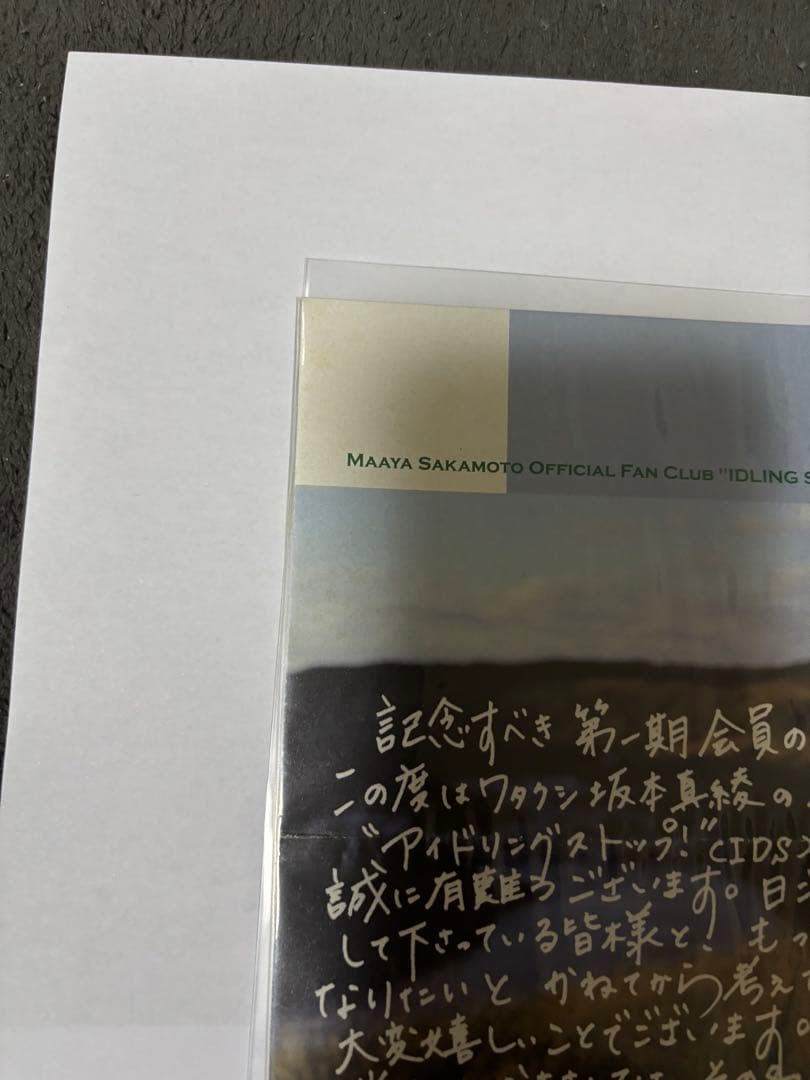 MAAYA SAKAMOTO OFFICIAL FAN CLUB "IDLING S
記念すべき第一期会員の
この度はワタクシ坂本真綾の
"アイドリングストップ!"(IDS)
誠に有難うございます。日
して下さっている皆様と、もっ
なりたいと かねてから考えて
大変嬉しいことでございます。